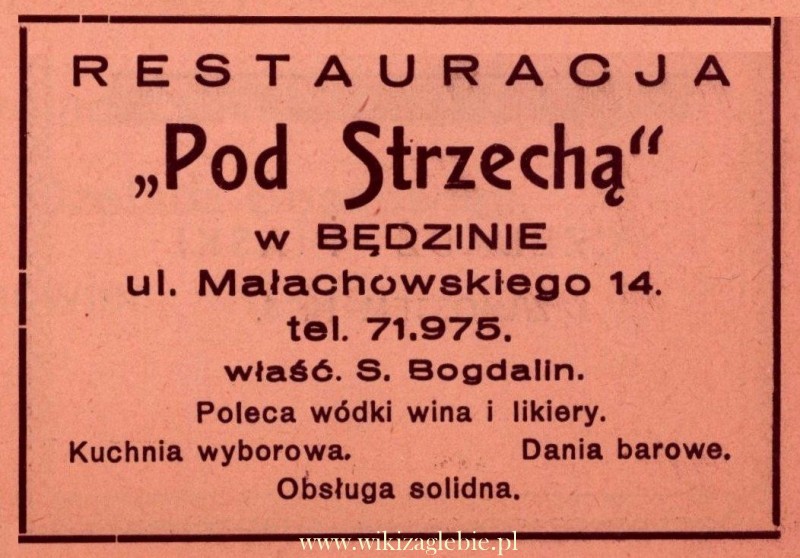 RESTAURACJA
„Pod Strzechą“
w BĘDZINIE
ul. Małachowskiego 14.
tel. 71.975.
właść. S. Bogdalin.
Poleca wódki wina i likiery.
Kuchnia wyborowa. Dania barowe.
Obsługa solidna.
www.wikizaglebie.pl